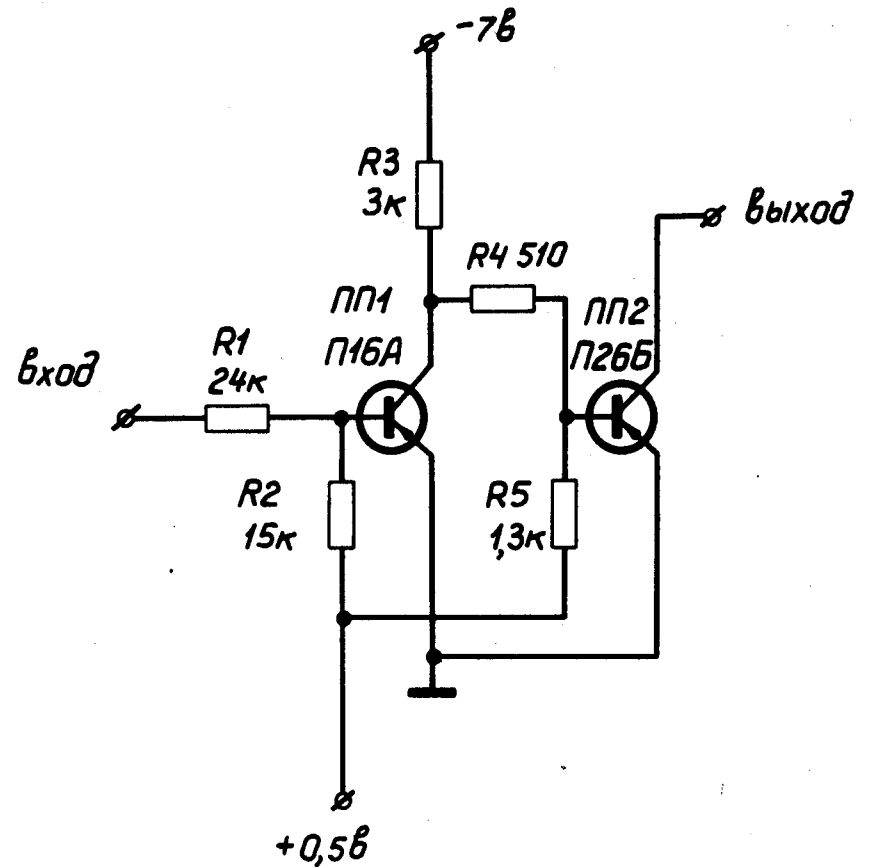 -7в
R3
3к
выход
R4 510
ПП1
П16А
ПП2
П26Б
R1
24к
вход
R2
15к
R5
1,3к
+0,5в